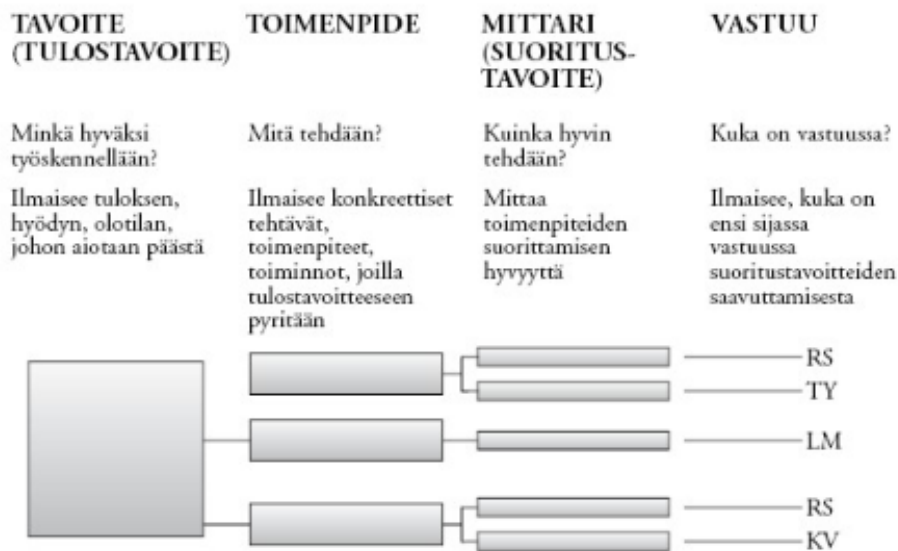 TAVOITE
(TULOSTAVOITE)
Minkä hyväksi
työskennellään?
Ilmaisee tuloksen,
hyödyn, olotilan,
johon aiotaan päästä
TOIMENPIDE
Mitä tehdään?
Ilmaisee konkreettiset
tehtävät,
toimenpiteet,
toiminnot, joilla
tulostavoitteeseen
pyritään
MITTARI
(SUORITUS-
TAVOITE)
Kuinka hyvin
tehdään?
Mittaa
toimenpiteiden
suorittamisen
hyvyyttä
VASTUU
Kuka on vastuussa?
Ilmaisee, kuka on
ensi sijassa
vastuussa
suoritustavoitteiden
saavuttamisesta
RS
TY
LM
RS
KV